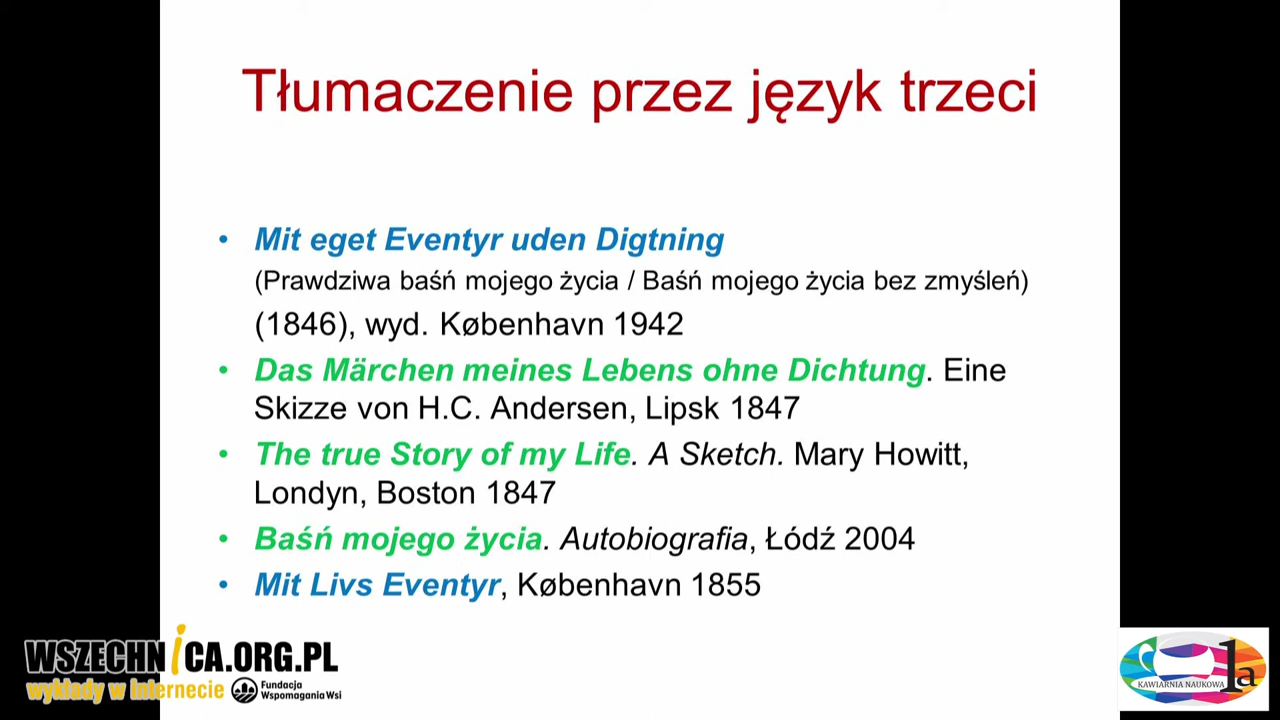 Tłumaczenie przez język trzeci
• Mit eget Eventyr uden Digtning
(Prawdziwa baśń mojego życia / Baśń mojego życia bez zmyśleń)
(1846), wyd. København 1942
• Das Märchen meines Lebens ohne Dichtung. Eine
Skizze von H.C. Andersen, Lipsk 1847
• The true Story of my Life. A Sketch. Mary Howitt,
Londyn, Boston 1847
• Baśń mojego życia. Autobiografia, Łódź 2004
• Mit Livs Eventyr, København 1855
WSZECHNiCA.ORG.PL
wykłady w Internecie
Fundacja
Wspomagania Wsi
KAWIARNIA NAUKOWA
1a